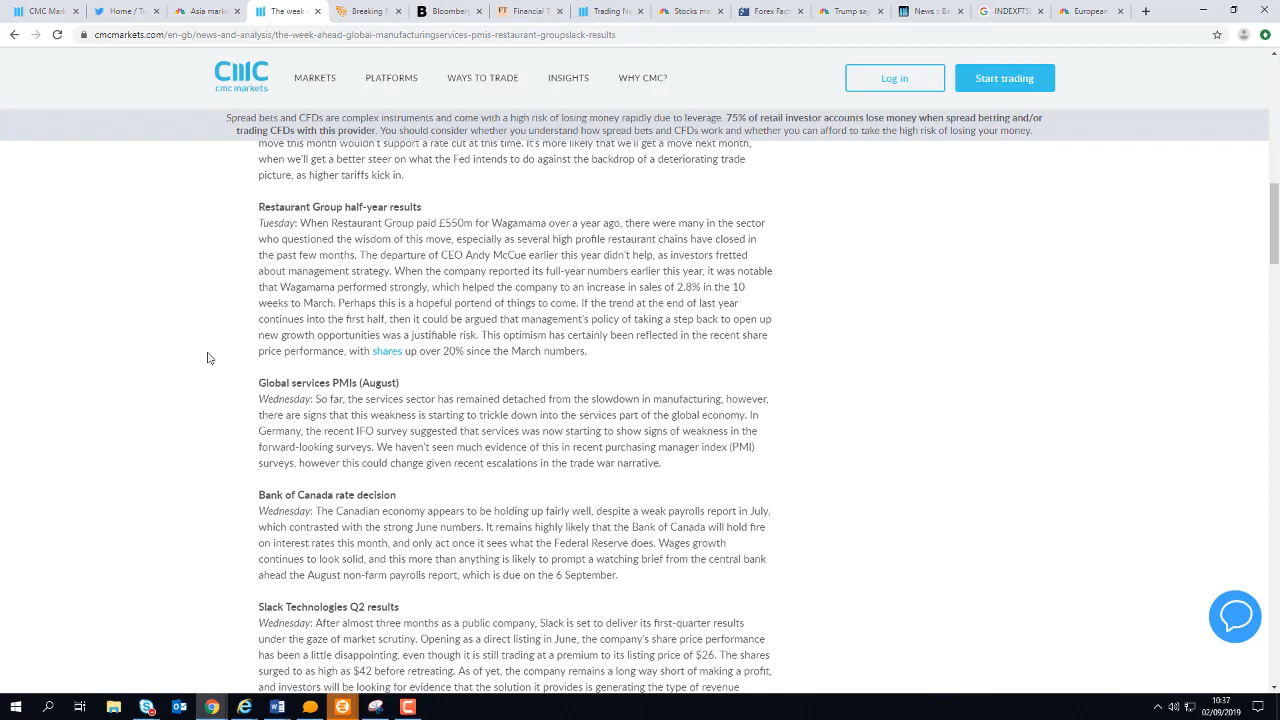 CMC Mark
Home / Twi
Asia marke
The week
Breaking
Bloomberg
Financial T
Trading Ne
Stocks me
Forex Fact
Trump say
News
INDEXFTS
European
cmcmarkets.com/en-gb/news-and-analysis/the-week-ahead-global-manufacturingservices-pmis-restaurant-groupslack-results
CMC
cmc markets
MARKETS
PLATFORMS
WAYS TO TRADE
INSIGHTS
WHY CMC?
Log in
Start trading
Spread bets and CFDs are complex instruments and come with a high risk of losing money rapidly due to leverage. 75% of retail investor accounts lose money when spread betting and/or
trading CFDs with this provider. You should consider whether you understand how spread bets and CFDs work and whether you can afford to take the high risk of losing your money.
move this month wouldn't support a rate cut at this time. It's more likely that we'll get a move next month,
when we'll get a better steer on what the Fed intends to do against the backdrop of a deteriorating trade
picture, as higher tariffs kick in.
Restaurant Group half-year results
Tuesday: When Restaurant Group paid £550m for Wagamama over a year ago, there were many in the sector
who questioned the wisdom of this move, especially as several high profile restaurant chains have closed in
the past few months. The departure of CEO Andy McCue earlier this year didn't help, as investors fretted
about management strategy. When the company reported its full-year numbers earlier this year, it was notable
that Wagamama performed strongly, which helped the company to an increase in sales of 2.8% in the 10
weeks to March. Perhaps this is a hopeful portend of things to come. If the trend at the end of last year
continues into the first half, then it could be argued that management's policy of taking a step back to open up
new growth opportunities was a justifiable risk. This optimism has certainly been reflected in the recent share
price performance, with shares up over 20% since the March numbers.
Global services PMIs (August)
Wednesday: So far, the services sector has remained detached from the slowdown in manufacturing, however,
there are signs that this weakness is starting to trickle down into the services part of the global economy. In
Germany, the recent IFO survey suggested that services was now starting to show signs of weakness in the
forward-looking surveys. We haven't seen much evidence of this in recent purchasing manager index (PMI)
surveys, however this could change given recent escalations in the trade war narrative.
Bank of Canada rate decision
Wednesday: The Canadian economy appears to be holding up fairly well, despite a weak payrolls report in July,
which contrasted with the strong June numbers. It remains highly likely that the Bank of Canada will hold fire
on interest rates this month, and only act once it sees what the Federal Reserve does. Wages growth
continues to look solid, and this more than anything is likely to prompt a watching brief from the central bank
ahead the August non-farm payrolls report, which is due on the 6 September.
Slack Technologies Q2 results
Wednesday: After almost three months as a public company, Slack is set to deliver its first-quarter results
under the gaze of market scrutiny. Opening as a direct listing in June, the company's share price performance
has been a little disappointing, even though it is still trading at a premium to its listing price of $26. The shares
surged to as high as $42 before retreating. As of yet, the company remains a long way short of making a profit,
and investors will be looking for evidence that the solution it provides is generating the type of revenue
10:37
02/09/2019